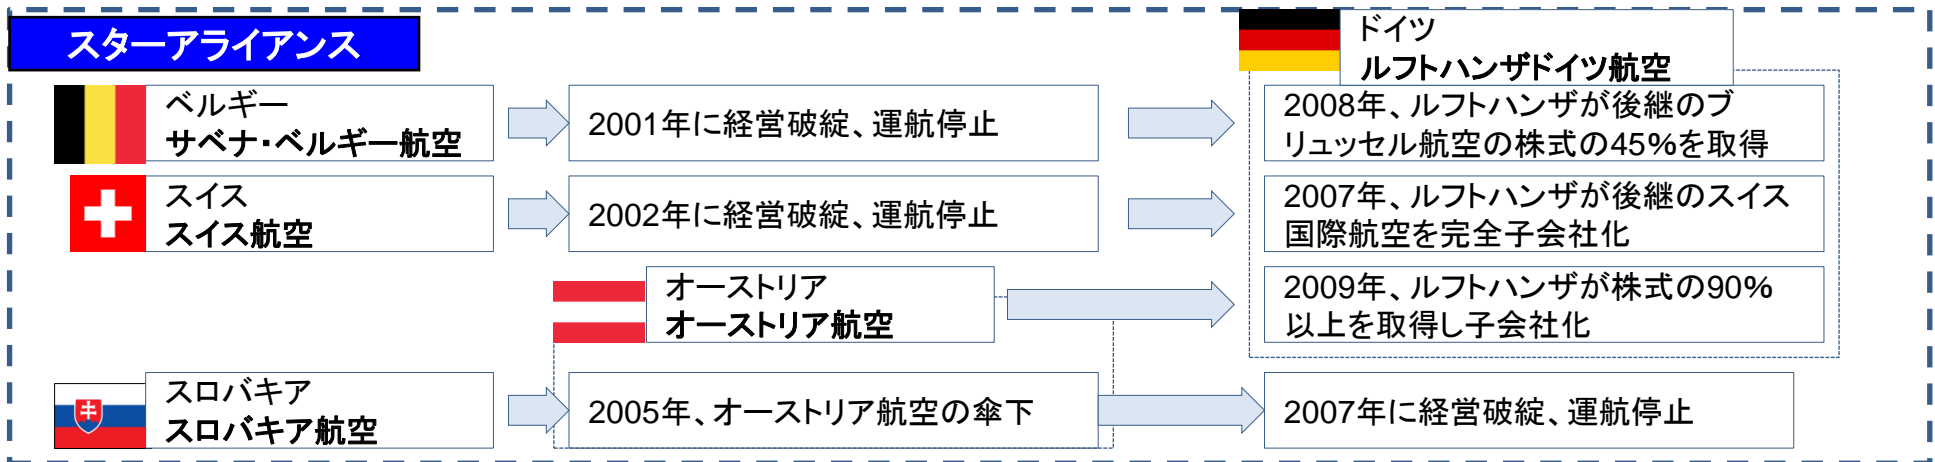 スターアライアンス
ドイツ
ルフトハンザドイツ航空
ベルギー
サベナ・ベルギー航空
2001年に経営破綻、運航停止
2008年、ルフトハンザが後継のブ
リュッセル航空の株式の45%を取得
スイス
スイス航空
2002年に経営破綻、運航停止
2007年、ルフトハンザが後継のスイス
国際航空を完全子会社化
オーストリア
オーストリア航空
2009年、ルフトハンザが株式の90%
以上を取得し子会社化
スロバキア
スロバキア航空
2005年、オーストリア航空の傘下
2007年に経営破綻、運航停止